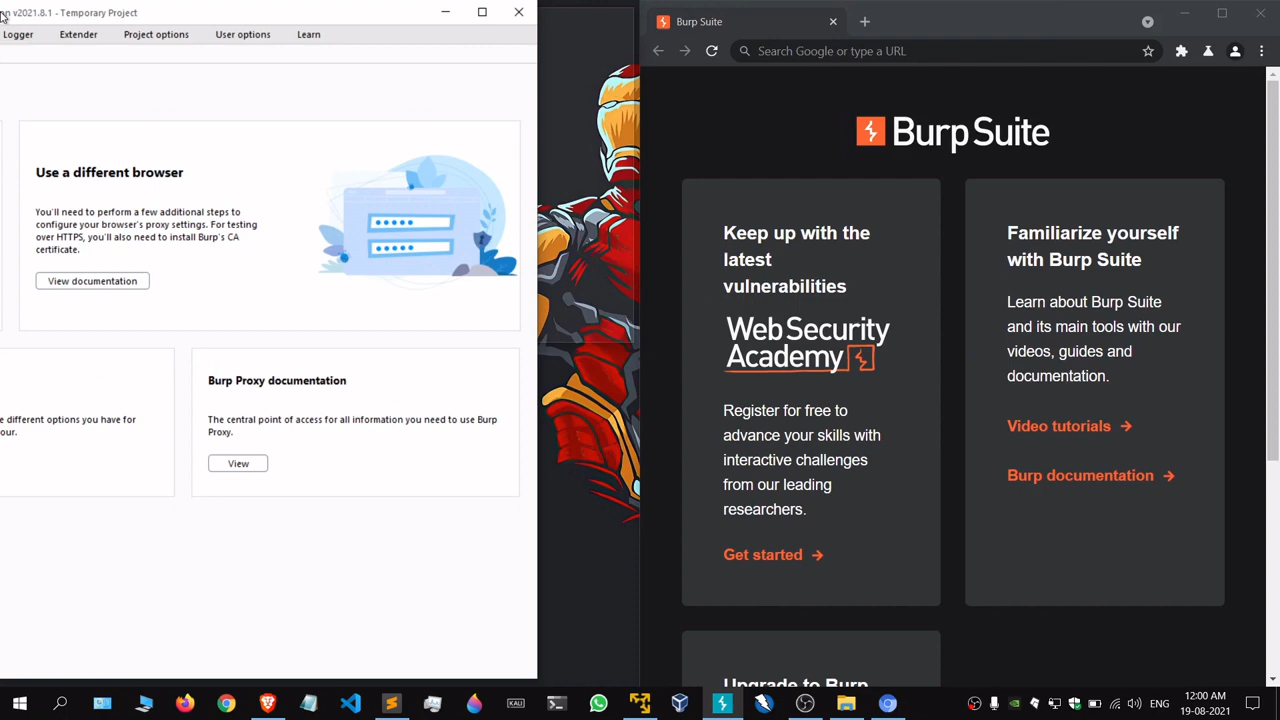 v2021.8.1 - Temporary Project
Logger Extender Project options User options Learn
Use a different browser
You'll need to perform a few additional steps to
configure your browser's proxy settings. For testing
over HTTPS, you'll also need to install Burp's CA
certificate.
View documentation
e different options you have for
our.
Burp Proxy documentation
The central point of access for all information you need to use Burp
Proxy.
View
Burp Suite
Search Google or type a URL
Burp Suite
Keep up with the
latest
vulnerabilities
Web Security
Academy
Register for free to
advance your skills with
interactive challenges
from our leading
researchers.
Get started →
Familiarize yourself
with Burp Suite
Learn about Burp Suite
and its main tools with our
videos, guides and
documentation.
Video tutorials →
Burp documentation →
Upgrade to Burp
KAU
ENG
12:00 AM
19-08-2021